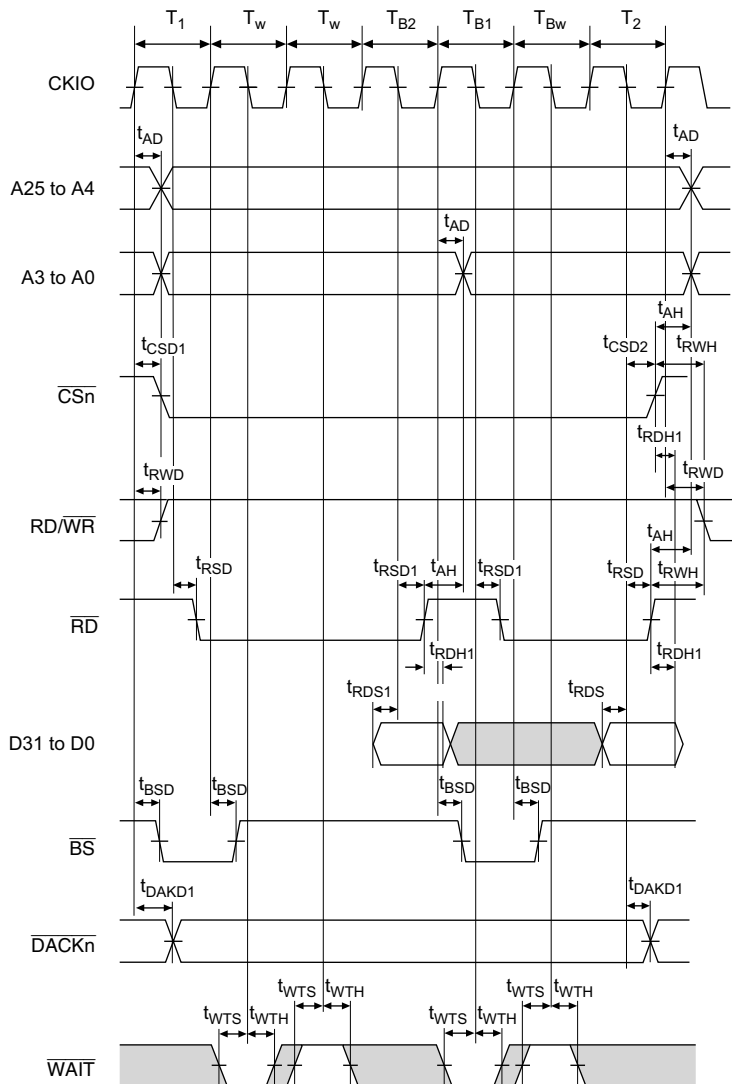 T1 Tw Tw TB2 TB1 TBw T2
CKIO
tAD tAD
A25 to A4
tAD
A3 to A0
tAH
tCSD1 tCSD2 tRWH
CSn
tRDH1
tRWD tRWD
RD/WR
tAH
tRSD tRSD1 tAH tRSD1 tRSD tRWH
RD
tRDH1 tRDH1
tRDS1 tRDS
D31 to D0
tBSD tBSD tBSD tBSD
BS
tDAKD1 tDAKD1
DACKn
tWTS tWTH tWTS tWTH
tWTS tWTH tWTS tWTH
WAIT